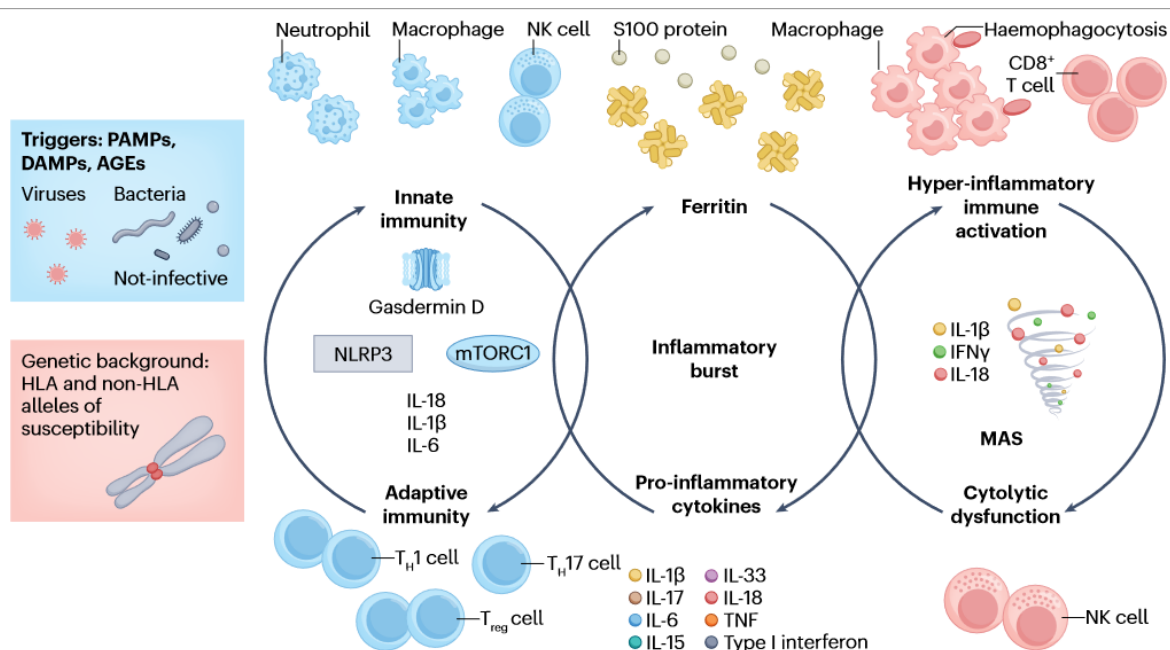 Neutrophil
Macrophage
NK cell
S100 protein
Macrophage
Haemophagocytosis
CD8⁺
T cell
Triggers: PAMPs,
DAMPs, AGEs
Viruses
Bacteria
Not-infective
Genetic background:
HLA and non-HLA
alleles of
susceptibility
Innate
immunity
Gasdermin D
NLRP3
mTORC1
IL-18
IL-1β
IL-6
Adaptive
immunity
T_H1 cell
T_H17 cell
T_reg cell
Ferritin
Inflammatory
burst
Pro-inflammatory
cytokines
IL-1β
IL-17
IL-6
IL-15
IL-33
IL-18
TNF
Type I interferon
Hyper-inflammatory
immune
activation
IL-1β
IFNγ
IL-18
MAS
Cytolytic
dysfunction
NK cell